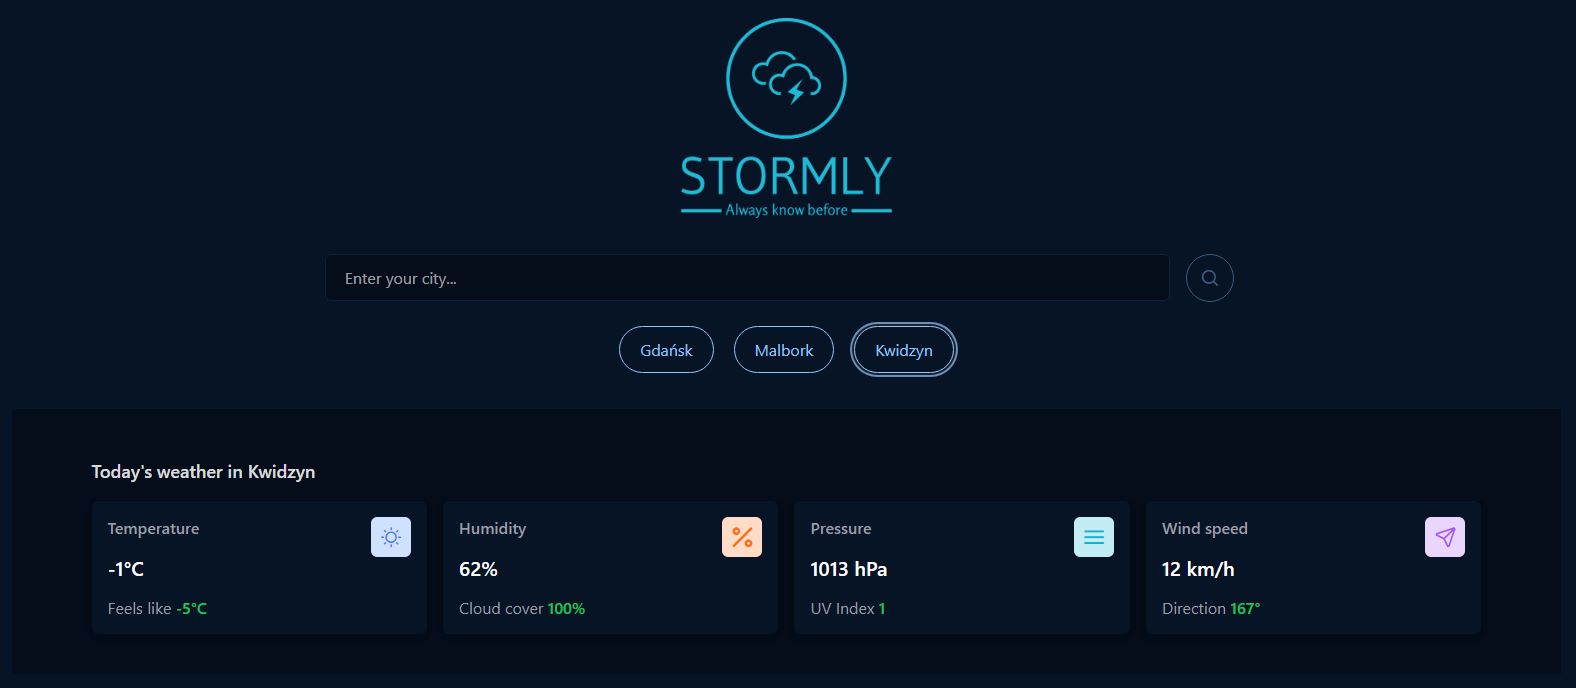 STORMLY
Always know before
Enter your city...
Gdańsk
Malbork
Kwidzyn
Today's weather in Kwidzyn
Temperature
-1°C
Feels like -5°C
Humidity
62%
Cloud cover 100%
Pressure
1013 hPa
UV Index 1
Wind speed
12 km/h
Direction 167°